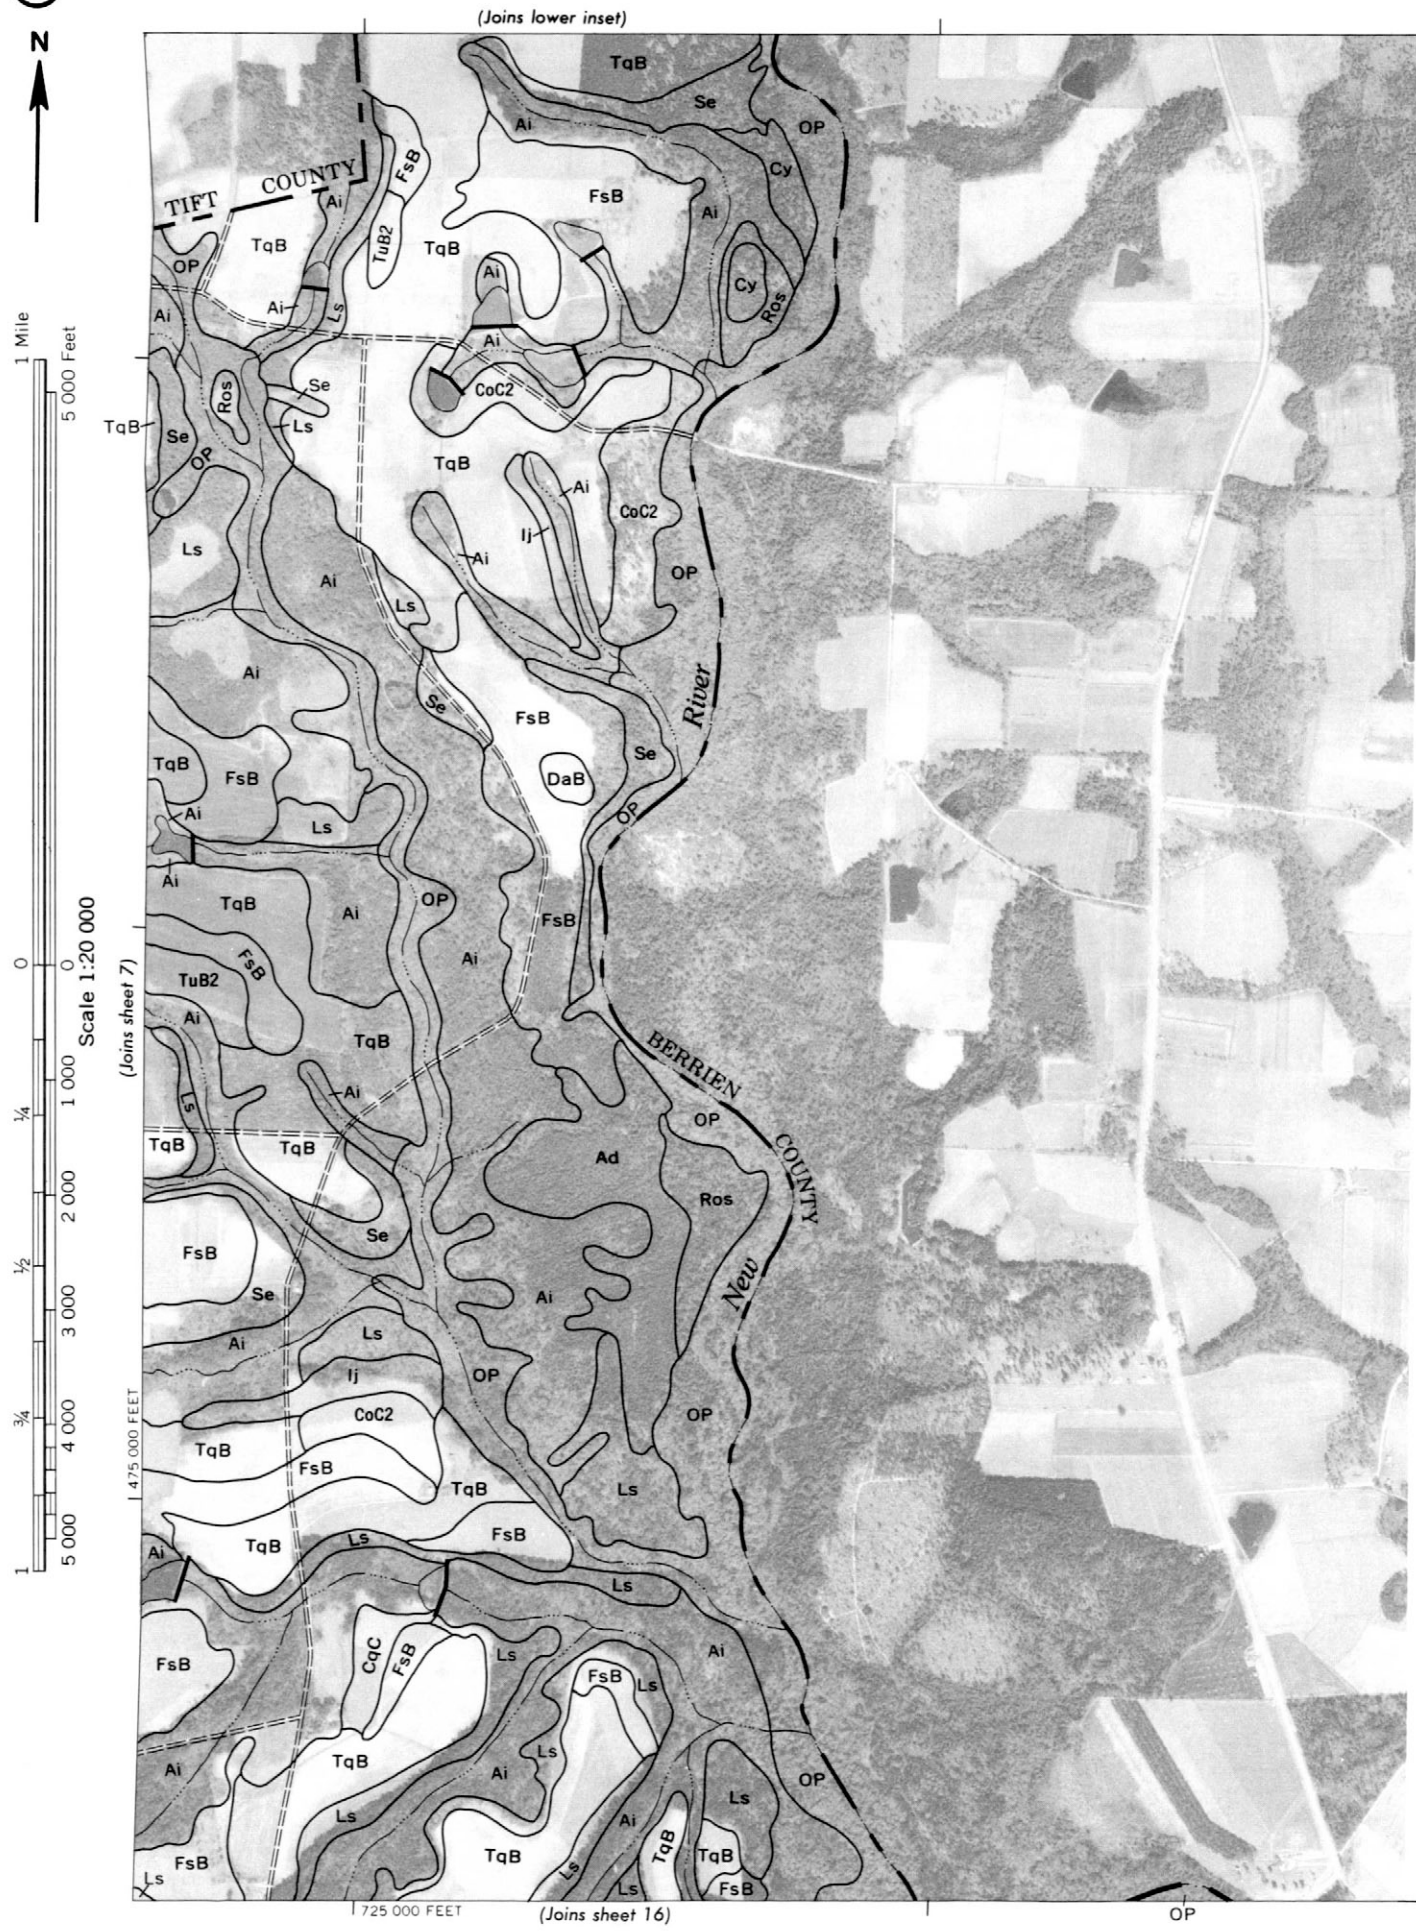 (Joins lower inset)
N
TqB
Se
OP
Ai
FsB
Cy
TIFT COUNTY
Ai
FsB
Ai
TqB
TuB2
TqB
OP
Ai
Cy
Ros
Ai
Ai
Ls
Ai
1 Mile
5 000 Feet
Se
CoC2
Ros
TqB
Se
Ls
OP
TqB
Ai
CoC2
Ij
Ls
Ai
Ai
OP
Ls
Ai
River
Se
FsB
Se
TqB
FsB
DaB
Ai
Ls
OP
Ai
TqB
Ai
OP
FsB
Ai
FsB
0
0
Scale 1:20 000
(Joins sheet 7)
TuB2
Ai
TqB
BERRIEN COUNTY
1/4
1 000
Ai
Ls
OP
TqB
TqB
Ad
Ros
1/2
2 000
Se
FsB
New
Se
Ai
3 000
Ls
Ai
Ij
OP
3/4
4 000
475 000 FEET
CoC2
OP
TqB
FsB
TqB
Ls
1
5 000
TqB
Ls
FsB
Ai
Ls
CqC
FsB
Ls
Ai
FsB
FsB
Ls
Ai
TqB
Ls
Ai
OP
Ls
Ls
Ai
TqB
TqB
TqB
FsB
Ls
Ls
Ls
FsB
725 000 FEET
(Joins sheet 16)
OP